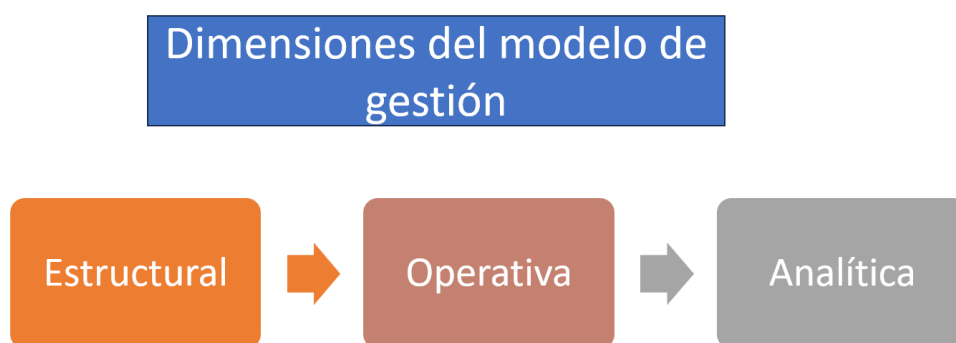 Dimensiones del modelo de
gestión
Estructural
Operativa
Analítica